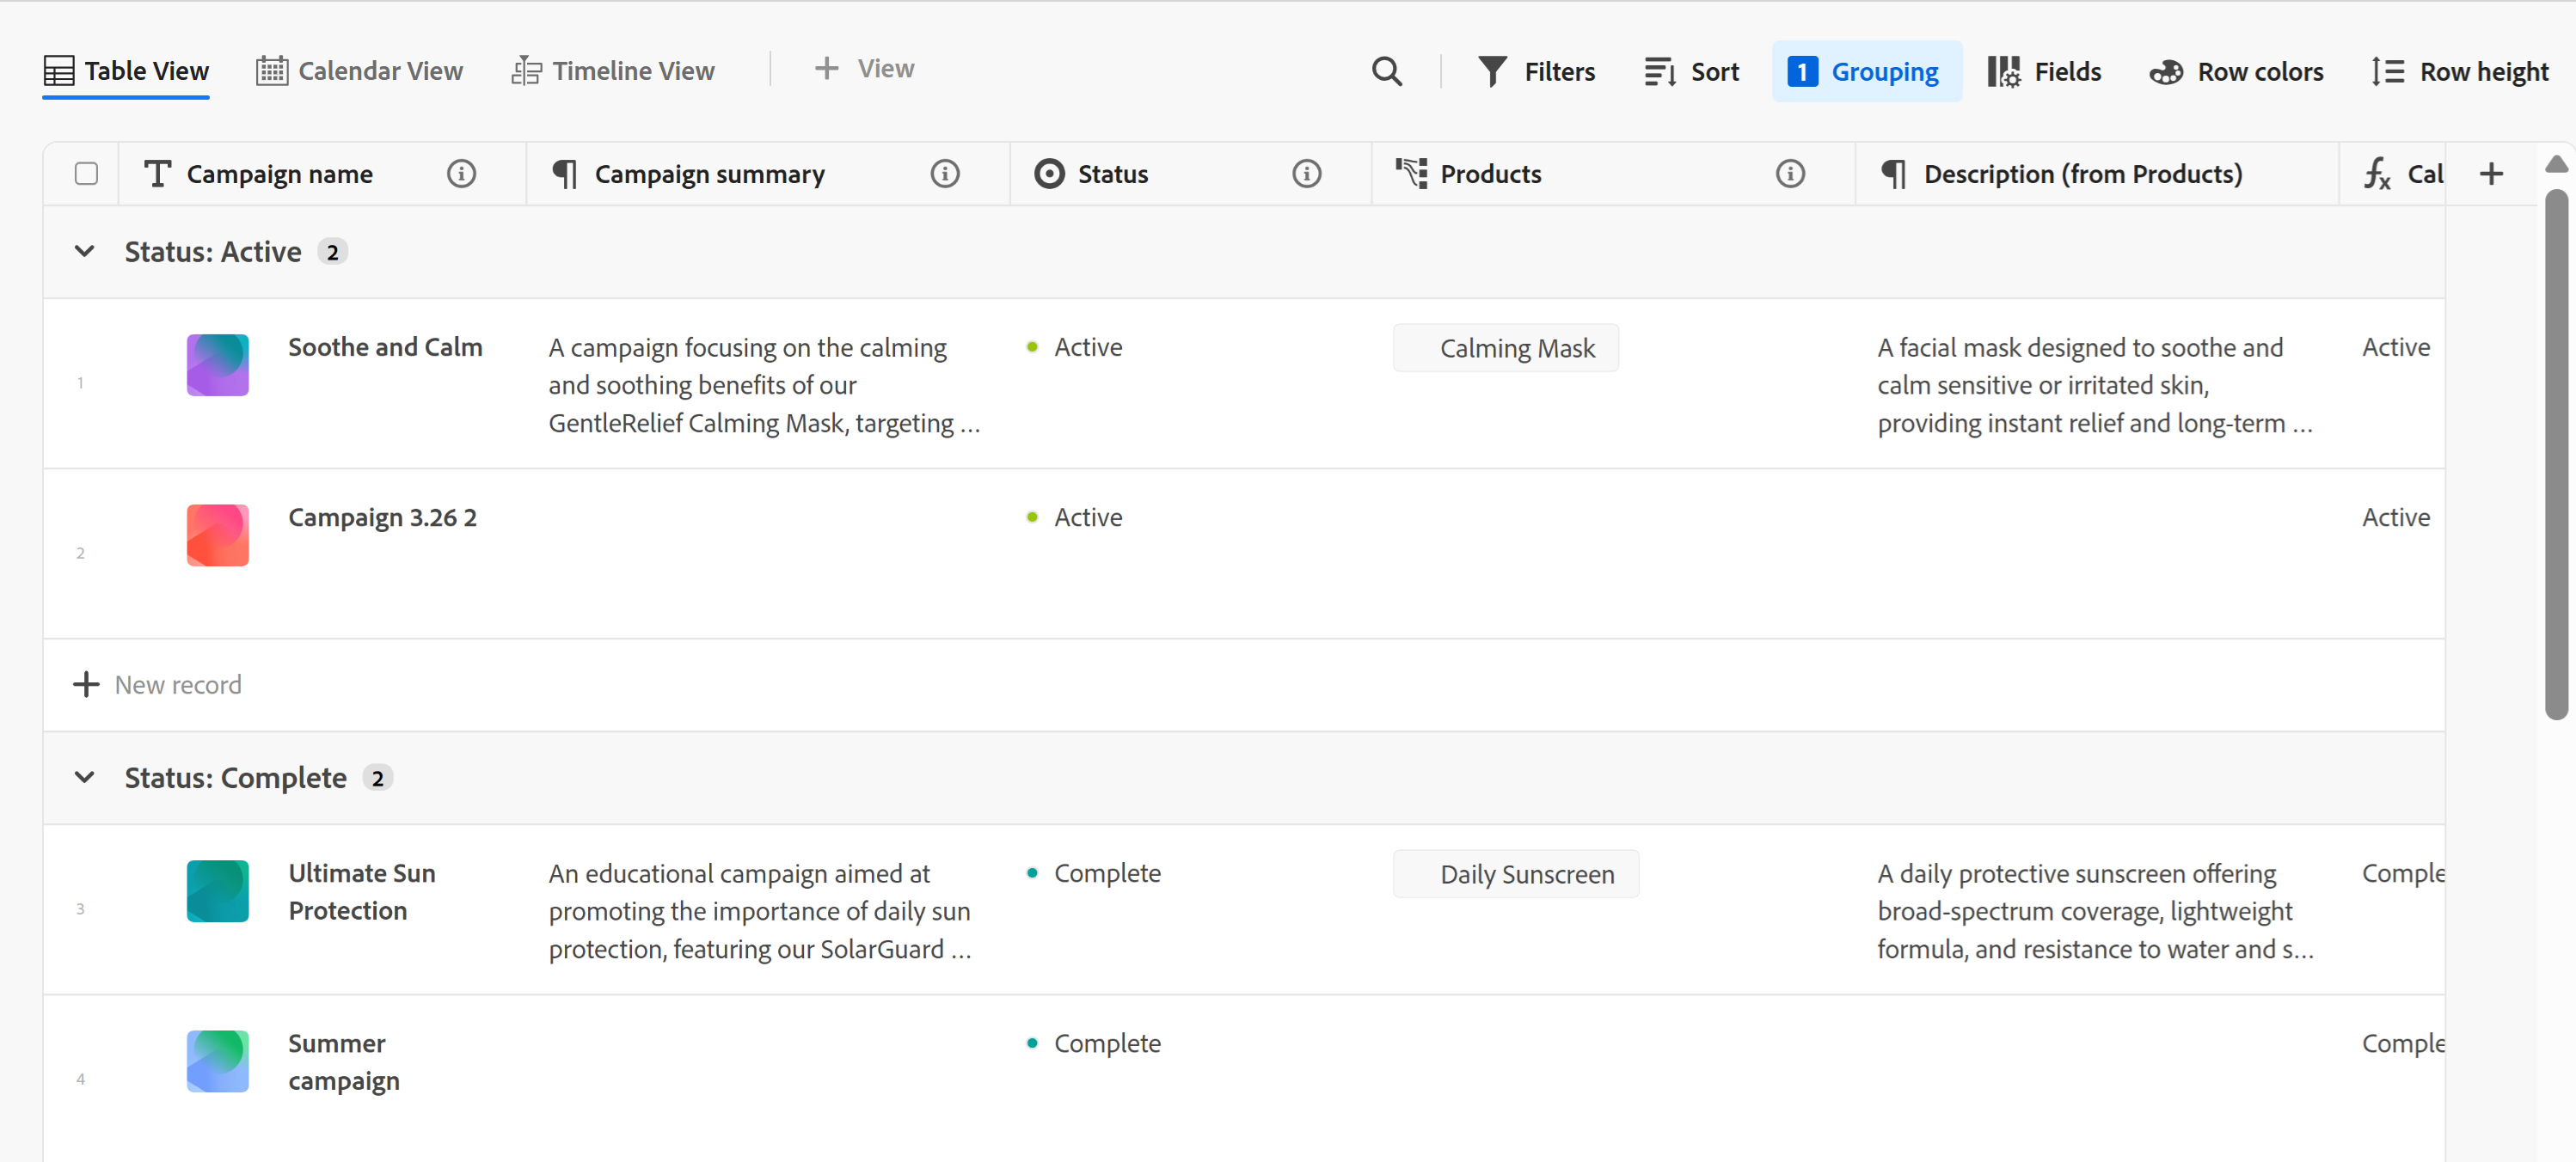 Table View Calendar View Timeline View + View Filters Sort 1 Grouping Fields Row colors Row height
Campaign name Campaign summary Status Products Description (from Products) fx Cal +
Status: Active 2
1
Soothe and Calm
A campaign focusing on the calming
and soothing benefits of our
GentleRelief Calming Mask, targeting ...
Active
Calming Mask
A facial mask designed to soothe and
calm sensitive or irritated skin,
providing instant relief and long-term ...
Active
2
Campaign 3.26 2
Active
Active
+ New record
Status: Complete 2
3
Ultimate Sun
Protection
An educational campaign aimed at
promoting the importance of daily sun
protection, featuring our SolarGuard ...
Complete
Daily Sunscreen
A daily protective sunscreen offering
broad-spectrum coverage, lightweight
formula, and resistance to water and s...
Comple
4
Summer
campaign
Complete
Comple